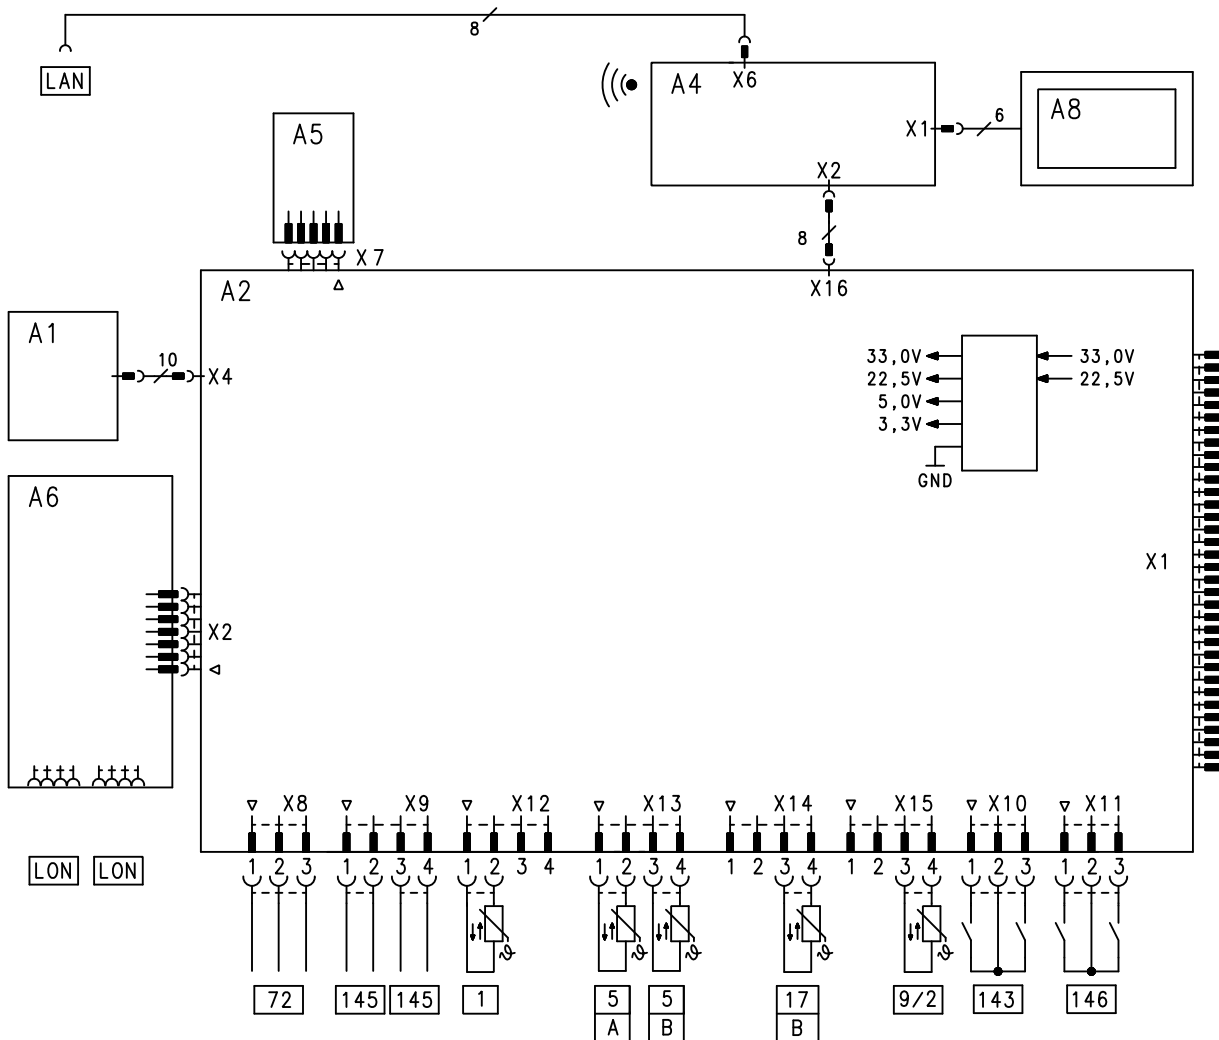 8
LAN
A4
X6
A5
X1
6
A8
X2
8
X7
A2
X16
A1
10
X4
33,0V
33,0V
22,5V
22,5V
5,0V
3,3V
GND
A6
X1
X2
X8
X9
X12
X13
X14
X15
X10
X11
1 2 3
1 2 3 4
1 2 3 4
1 2 3 4
1 2 3 4
1 2 3 4
1 2 3
1 2 3
LON
LON
ϑ
ϑ
ϑ
ϑ
ϑ
72
145
145
1
5
A
5
B
17
B
9/2
143
146